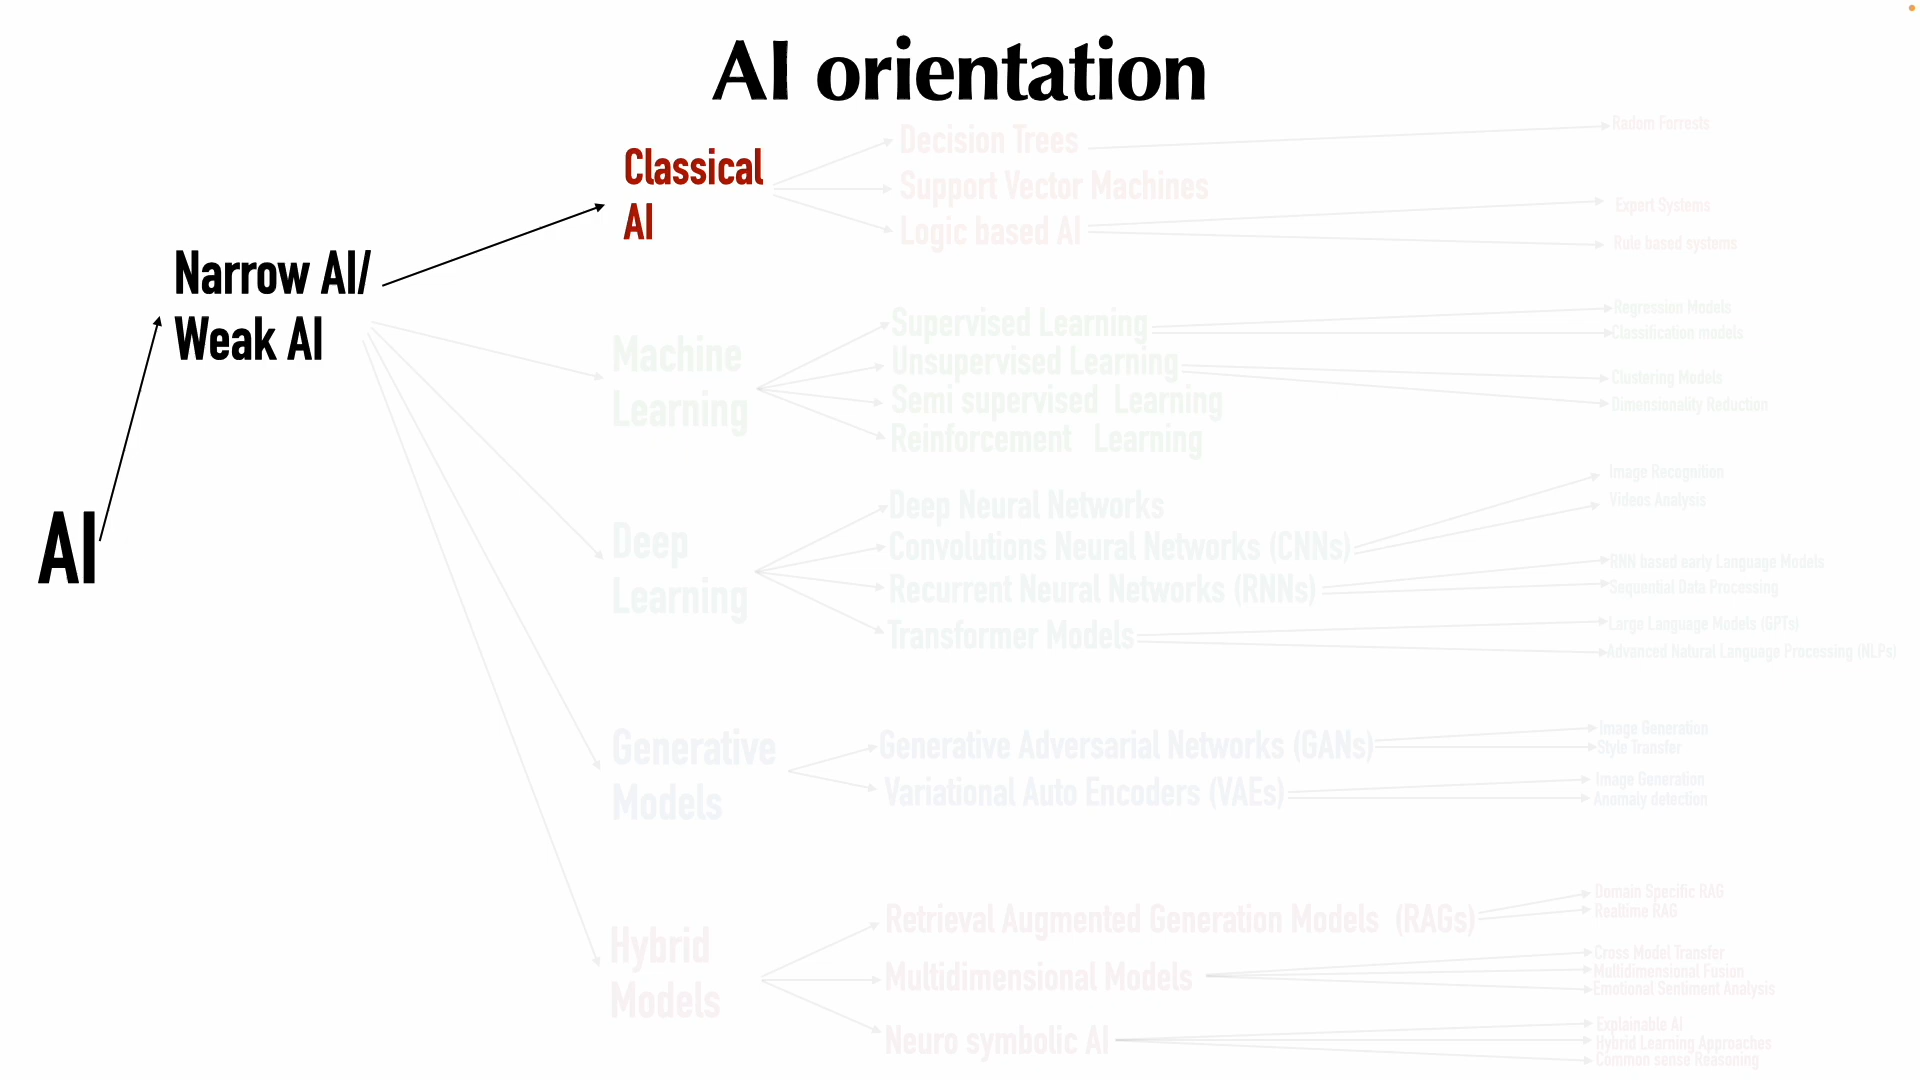 AI orientation
AI
Narrow AI/
Weak AI
Classical
AI
Decision Trees
Support Vector Machines
Logic based AI
Radom Forrests
Expert Systems
Rule based systems
Machine
Learning
Supervised Learning
Unsupervised Learning
Semi supervised Learning
Reinforcement Learning
Regression Models
Classification models
Clustering Models
Dimensionality Reduction
Deep
Learning
Deep Neural Networks
Convolutions Neural Networks (CNNs)
Recurrent Neural Networks (RNNs)
Transformer Models
Image Recognition
Videos Analysis
RNN based early Language Models
Sequential Data Processing
Large Language Models (GPTs)
Advanced Natural Language Processing (NLPs)
Generative
Models
Generative Adversarial Networks (GANs)
Variational Auto Encoders (VAEs)
Image Generation
Style Transfer
Image Generation
Anomaly detection
Hybrid
Models
Retrieval Augmented Generation Models (RAGs)
Multidimensional Models
Neuro symbolic AI
Domain Specific RAG
Realtime RAG
Cross Model Transfer
Multidimensional Fusion
Emotional Sentiment Analysis
Explainable AI
Hybrid Learning Approaches
Common sense Reasoning